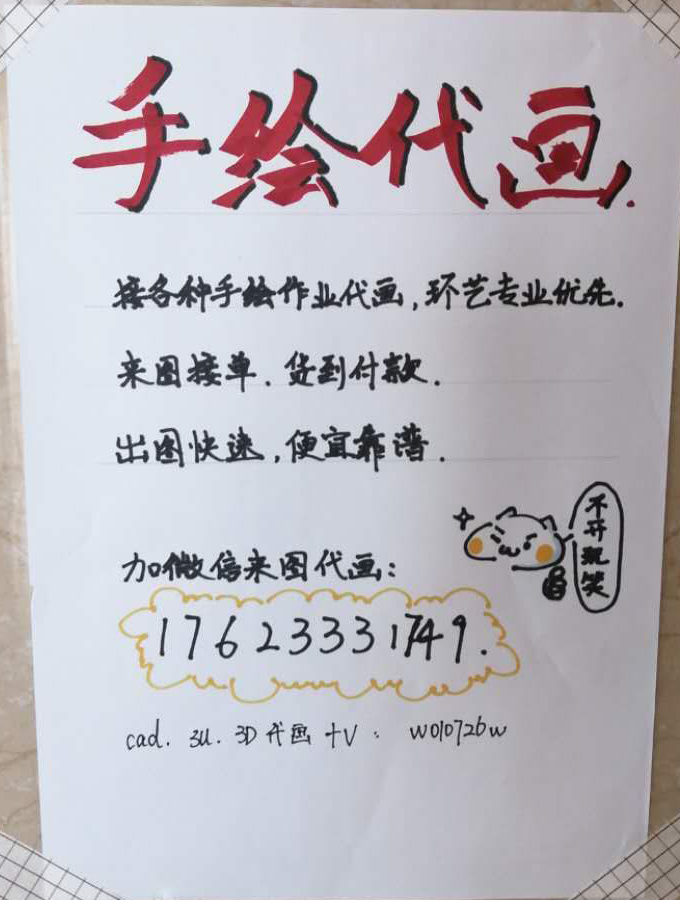 手绘代画.
接各种手绘作业代画,环艺专业优先.
来图接单.货到付款.
出图快速,便宜靠谱.
不开玩笑
加微信来图代画:
17623331749.
cad. su. 3D代画 +V: w010726w